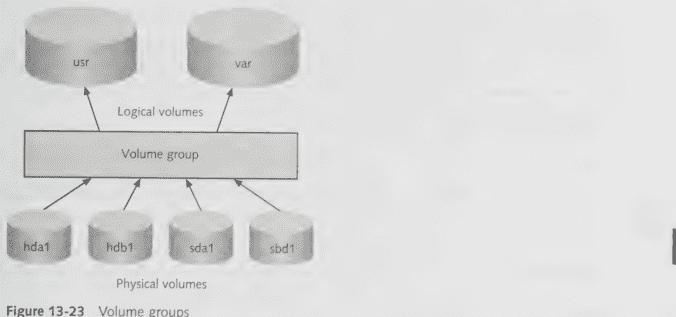 usr
var
Logical volumes
Volume group
hda1
hdb1
sda1
sbd1
Physical volumes
Figure 13-23 Volume groups